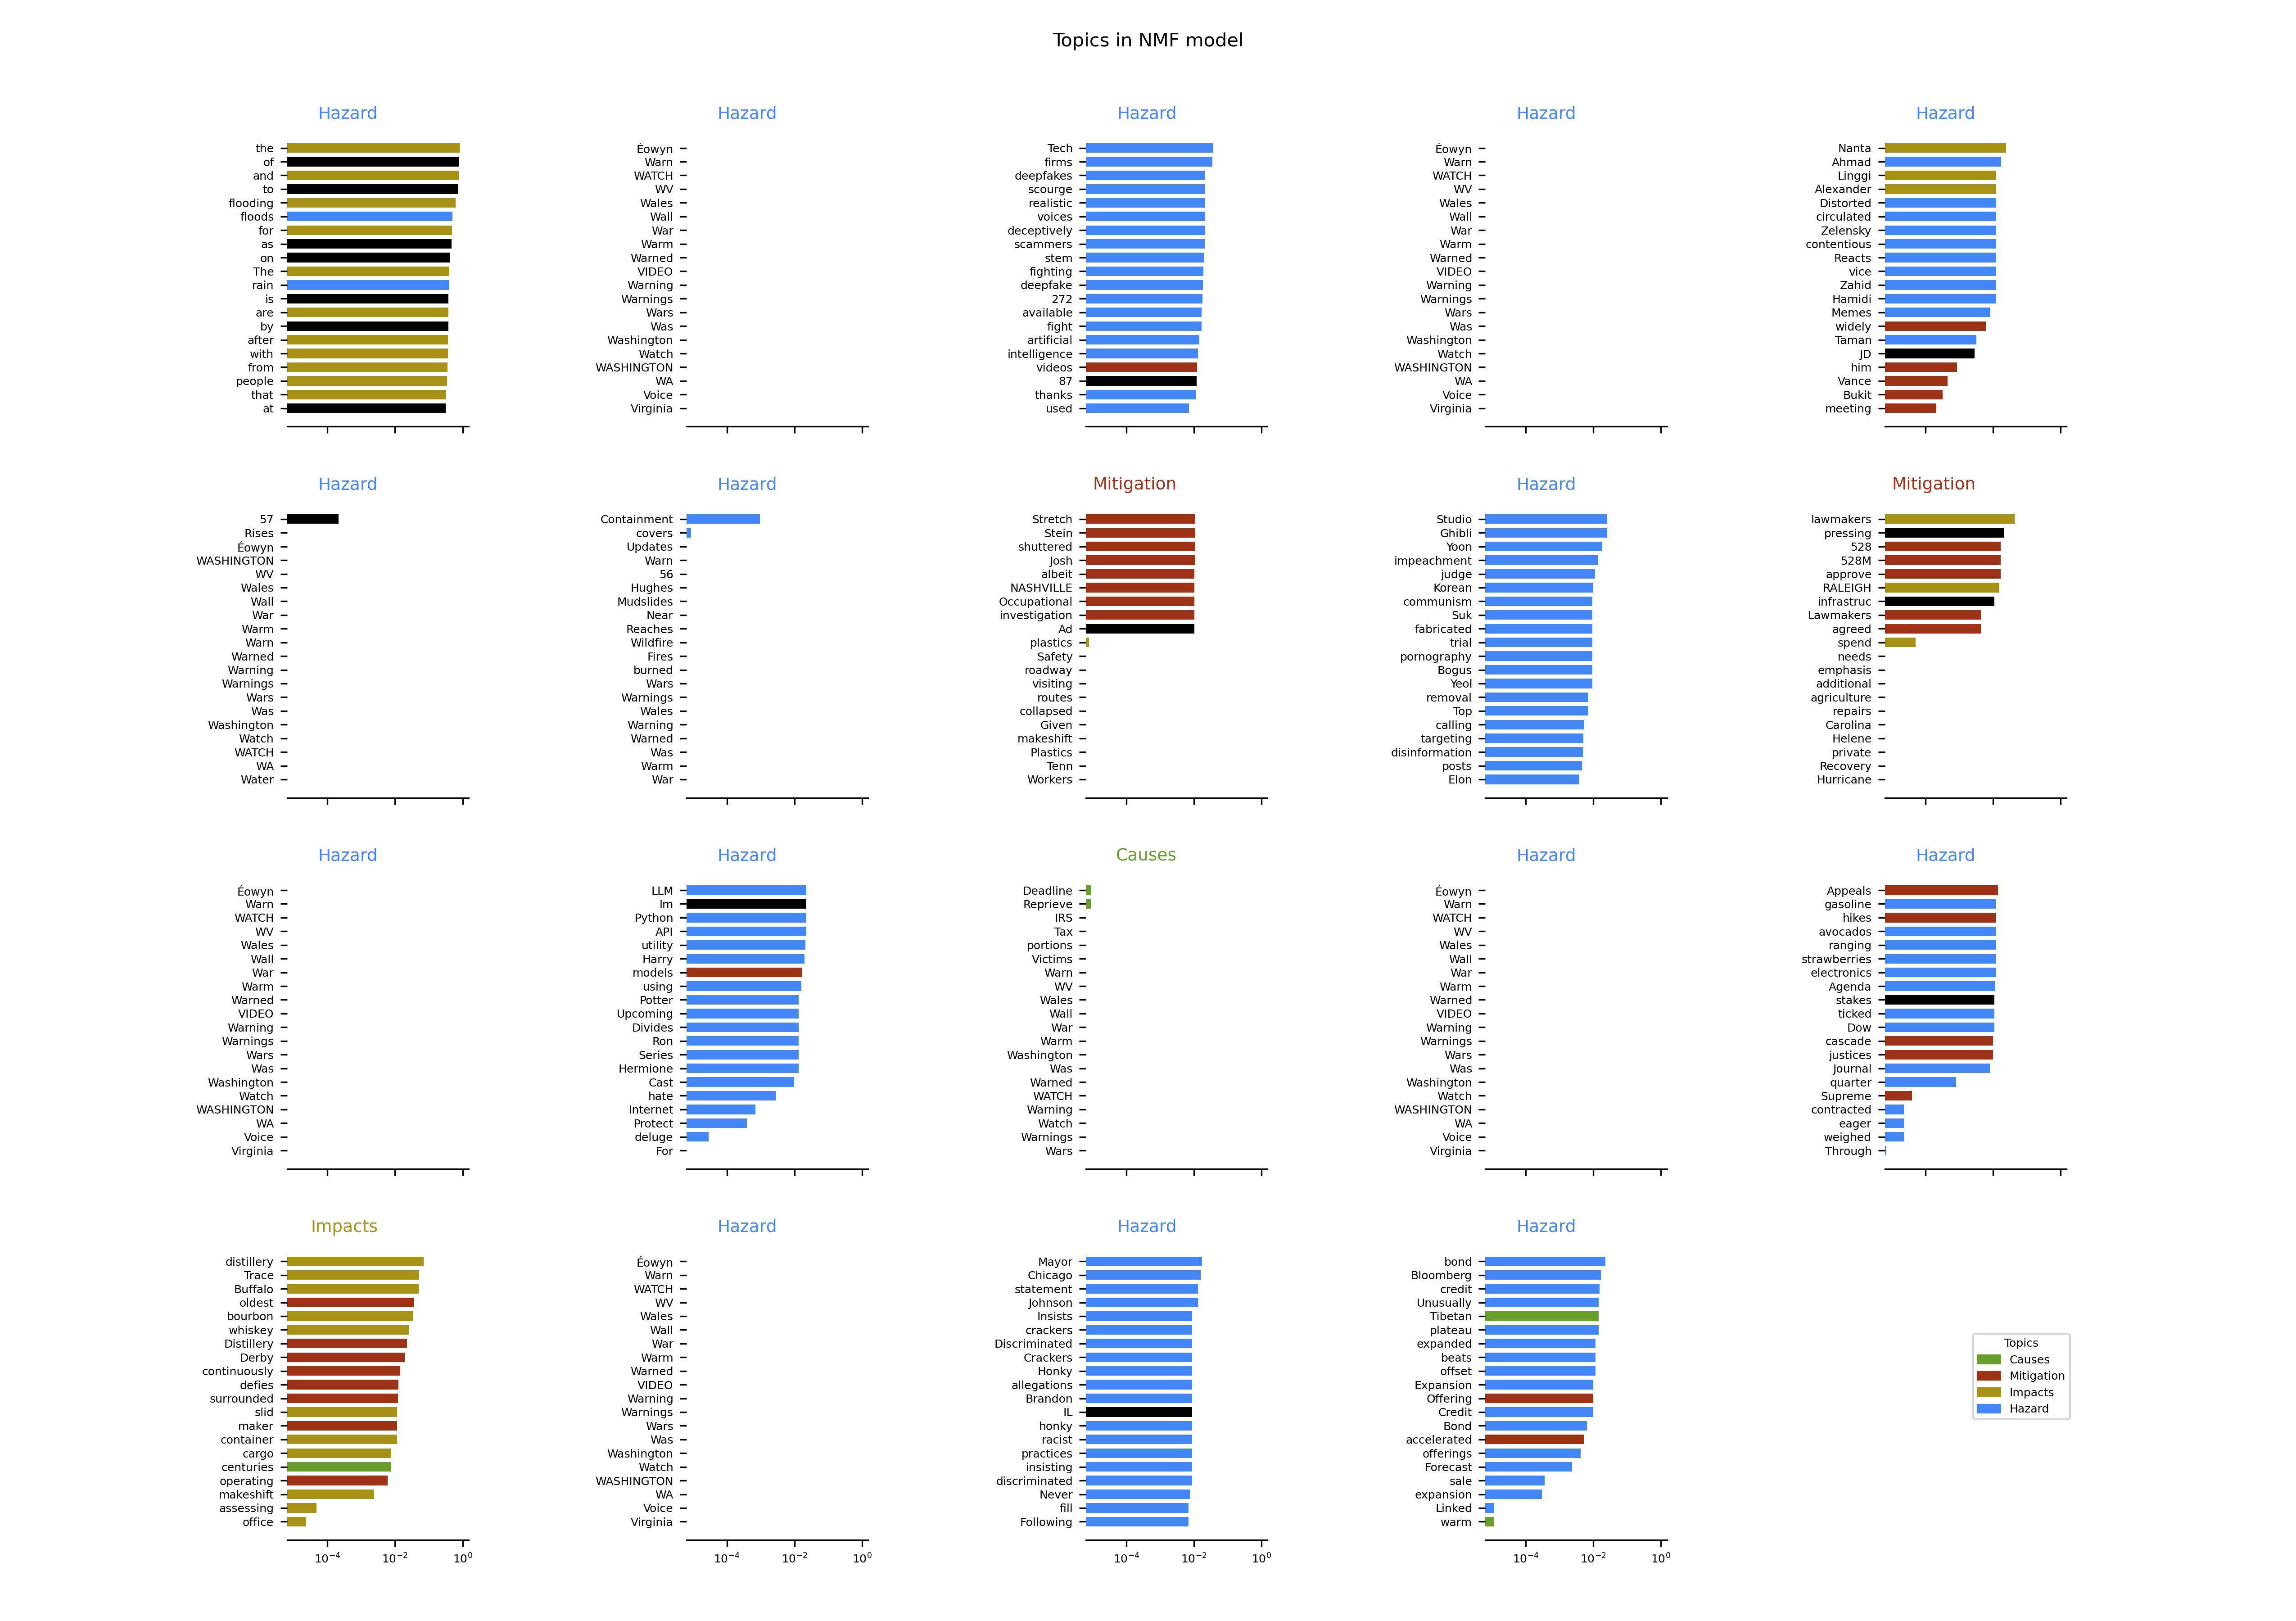 Topics in NMF model
Hazard
the
of
and
to
flooding
floods
for
as
on
The
rain
is
are
by
after
with
from
people
that
at
Hazard
Éowyn
Warn
WATCH
WV
Wales
Wall
War
Warm
Warned
VIDEO
Warning
Warnings
Wars
Was
Washington
Watch
WASHINGTON
WA
Voice
Virginia
Hazard
Tech
firms
deepfakes
scourge
realistic
voices
deceptively
scammers
stem
fighting
deepfake
272
available
fight
artificial
intelligence
videos
87
thanks
used
Hazard
Éowyn
Warn
WATCH
WV
Wales
Wall
War
Warm
Warned
VIDEO
Warning
Warnings
Wars
Was
Washington
Watch
WASHINGTON
WA
Voice
Virginia
Hazard
Nanta
Ahmad
Linggi
Alexander
Distorted
circulated
Zelensky
contentious
Reacts
vice
Zahid
Hamidi
Memes
widely
Taman
JD
him
Vance
Bukit
meeting
Hazard
57
Rises
Éowyn
WASHINGTON
WV
Wales
Wall
War
Warm
Warn
Warned
Warning
Warnings
Wars
Was
Washington
Watch
WATCH
WA
Water
Hazard
Containment
covers
Updates
Warn
56
Hughes
Mudslides
Near
Reaches
Wildfire
Fires
burned
Wars
Warnings
Wales
Warning
Warned
Was
Warm
War
Mitigation
Stretch
Stein
shuttered
Josh
albeit
NASHVILLE
Occupational
investigation
Ad
plastics
Safety
roadway
visiting
routes
collapsed
Given
makeshift
Plastics
Tenn
Workers
Hazard
Studio
Ghibli
Yoon
impeachment
judge
Korean
communism
Suk
fabricated
trial
pornography
Bogus
Yeol
removal
Top
calling
targeting
disinformation
posts
Elon
Mitigation
lawmakers
pressing
528
528M
approve
RALEIGH
infrastruc
Lawmakers
agreed
spend
needs
emphasis
additional
agriculture
repairs
Carolina
Helene
private
Recovery
Hurricane
Hazard
Éowyn
Warn
WATCH
WV
Wales
Wall
War
Warm
Warned
VIDEO
Warning
Warnings
Wars
Was
Washington
Watch
WASHINGTON
WA
Voice
Virginia
Hazard
LLM
lm
Python
API
utility
Harry
models
using
Potter
Upcoming
Divides
Ron
Series
Hermione
Cast
hate
Internet
Protect
deluge
For
Causes
Deadline
Reprieve
IRS
Tax
portions
Victims
Warn
WV
Wales
Wall
War
Warm
Washington
Was
Warned
WATCH
Warning
Watch
Warnings
Wars
Hazard
Éowyn
Warn
WATCH
WV
Wales
Wall
War
Warm
Warned
VIDEO
Warning
Warnings
Wars
Was
Washington
Watch
WASHINGTON
WA
Voice
Virginia
Hazard
Appeals
gasoline
hikes
avocados
ranging
strawberries
electronics
Agenda
stakes
ticked
Dow
cascade
justices
Journal
quarter
Supreme
contracted
eager
weighed
Through
Impacts
distillery
Trace
Buffalo
oldest
bourbon
whiskey
Distillery
Derby
continuously
defies
surrounded
slid
maker
container
cargo
centuries
operating
makeshift
assessing
office
10⁻⁴ 10⁻² 10⁰
Hazard
Éowyn
Warn
WATCH
WV
Wales
Wall
War
Warm
Warned
VIDEO
Warning
Warnings
Wars
Was
Washington
Watch
WASHINGTON
WA
Voice
Virginia
10⁻⁴ 10⁻² 10⁰
Hazard
Mayor
Chicago
statement
Johnson
Insists
crackers
Discriminated
Crackers
Honky
allegations
Brandon
IL
honky
racist
practices
insisting
discriminated
Never
fill
Following
10⁻⁴ 10⁻² 10⁰
Hazard
bond
Bloomberg
credit
Unusually
Tibetan
plateau
expanded
beats
offset
Expansion
Offering
Credit
Bond
accelerated
offerings
Forecast
sale
expansion
Linked
warm
10⁻⁴ 10⁻² 10⁰
Topics
Causes
Mitigation
Impacts
Hazard